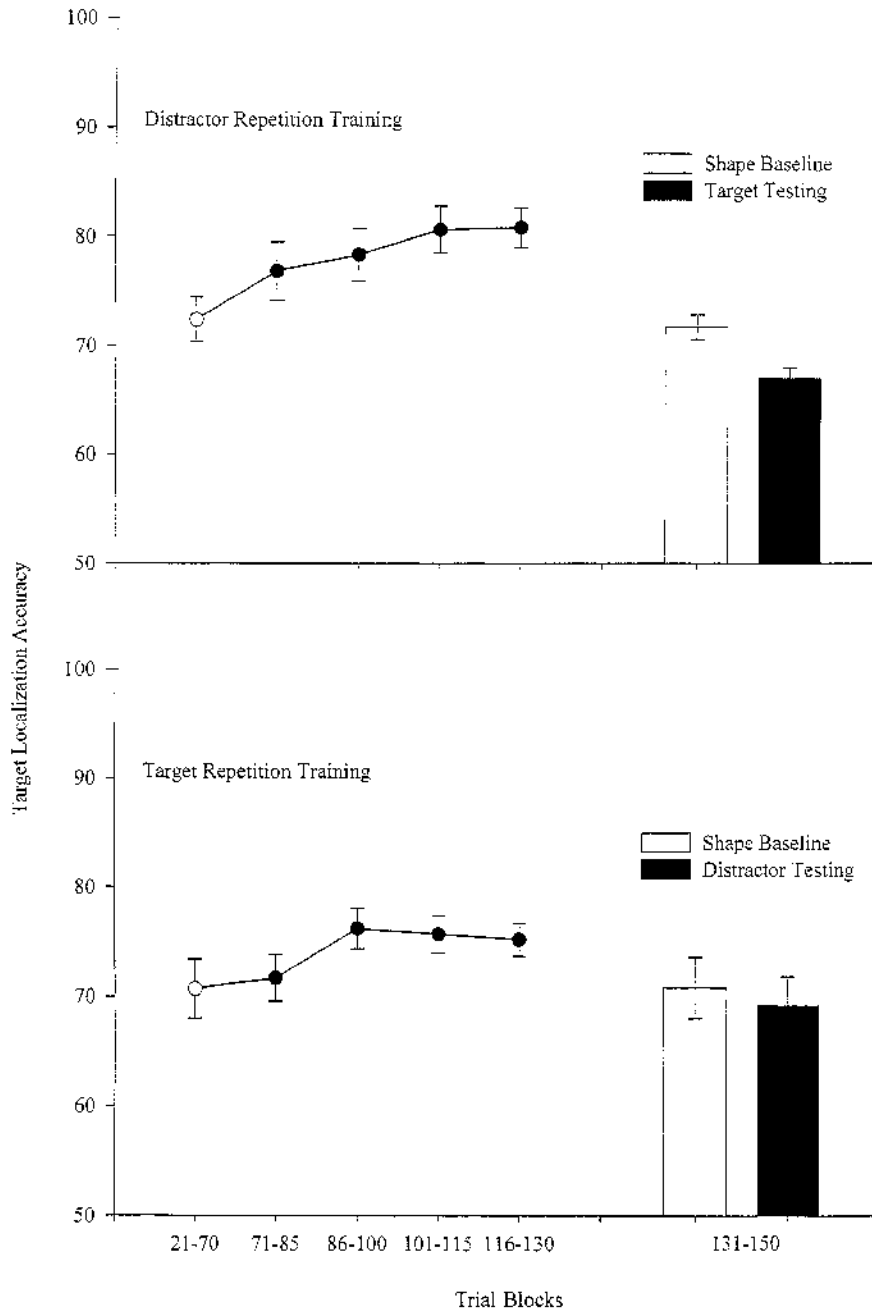 100
90
80
70
60
50
Distractor Repetition Training
Shape Baseline
Target Testing
Target Localization Accuracy
100
90
80
70
60
50
Target Repetition Training
Shape Baseline
Distractor Testing
21-70 71-85 86-100 101-115 116-130 131-150
Trial Blocks